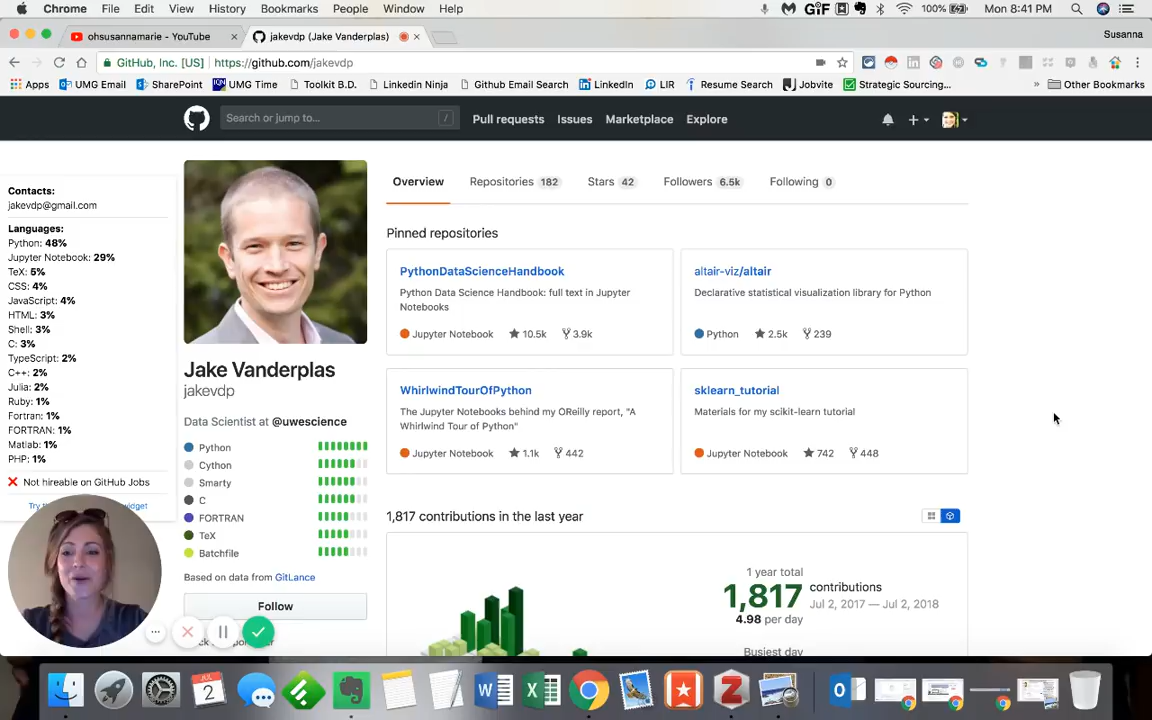 Chrome File Edit View History Bookmarks People Window Help GIF 100% Mon 8:41 PM
ohsusannamarie - YouTube × jakevdp (Jake Vanderplas) × Susanna
GitHub, Inc. [US] https://github.com/jakevdp
Apps UMG Email SharePoint UMG Time Toolkit B.D. Linkedin Ninja Github Email Search LinkedIn LIR Resume Search Jobvite Strategic Sourcing... » Other Bookmarks
Search or jump to... / Pull requests Issues Marketplace Explore
Overview Repositories 182 Stars 42 Followers 6.5k Following 0
Contacts:
jakevdp@gmail.com
Languages:
Python: 48%
Jupyter Notebook: 29%
TeX: 5%
CSS: 4%
JavaScript: 4%
HTML: 3%
Shell: 3%
C: 3%
TypeScript: 2%
C++: 2%
Julia: 2%
Ruby: 1%
Fortran: 1%
FORTRAN: 1%
Matlab: 1%
PHP: 1%
Not hireable on GitHub Jobs
Jake Vanderplas
jakevdp
Data Scientist at @uwescience
Python
Cython
Smarty
C
FORTRAN
TeX
Batchfile
Based on data from GitLance
Follow
Pinned repositories
PythonDataScienceHandbook
Python Data Science Handbook: full text in Jupyter
Notebooks
Jupyter Notebook 10.5k 3.9k
altair-viz/altair
Declarative statistical visualization library for Python
Python 2.5k 239
WhirlwindTourOfPython
The Jupyter Notebooks behind my OReilly report, "A
Whirlwind Tour of Python"
Jupyter Notebook 1.1k 442
sklearn_tutorial
Materials for my scikit-learn tutorial
Jupyter Notebook 742 448
1,817 contributions in the last year
1 year total
1,817 contributions
Jul 2, 2017 — Jul 2, 2018
4.98 per day
Busiest day
JUL
2